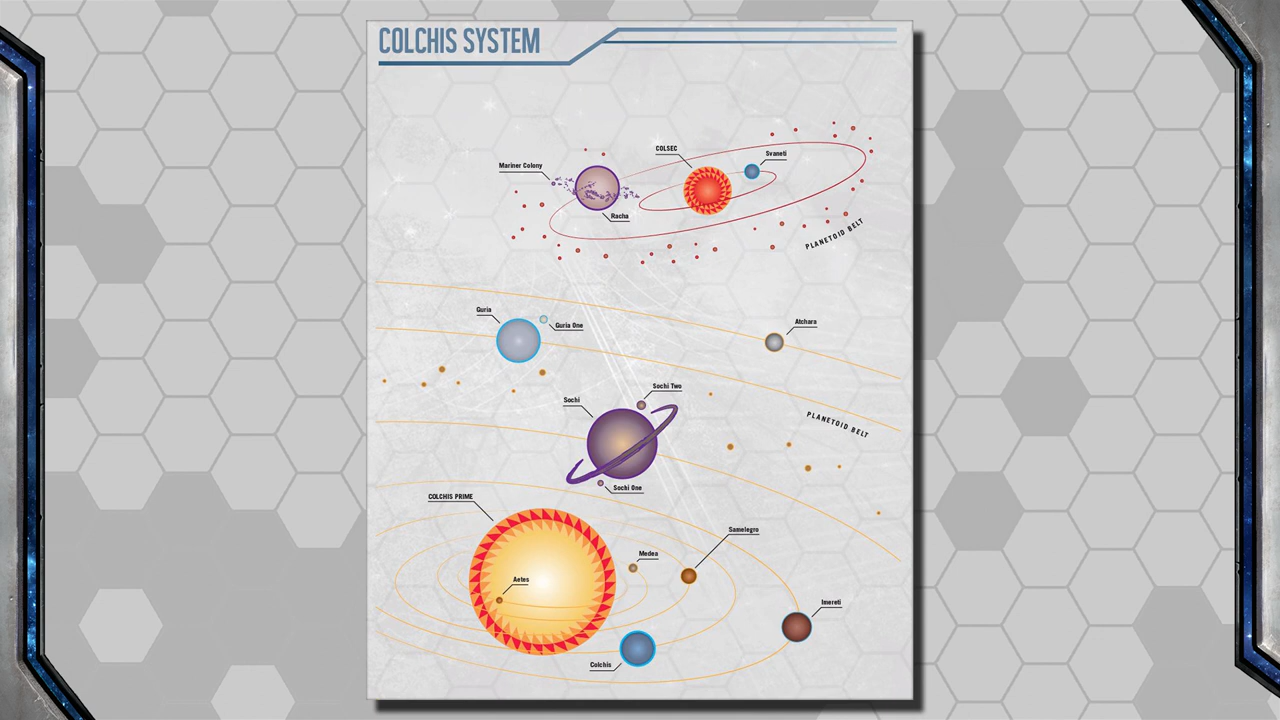 COLCHIS SYSTEM
COLSEC
Svaneti
Mariner Colony
Racha
PLANETOID BELT
Guria
Guria One
Atchara
Sochi Two
Sochi
PLANETOID BELT
Sochi One
COLCHIS PRIME
Samelegro
Medea
Aetes
Imereti
Colchis